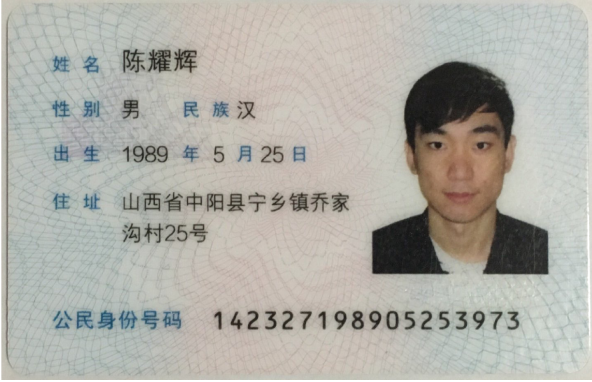 姓名 陈耀辉
性别 男 民族 汉
出生 1989 年 5 月 25 日
住址 山西省中阳县宁乡镇乔家
沟村25号
公民身份号码 142327198905253973